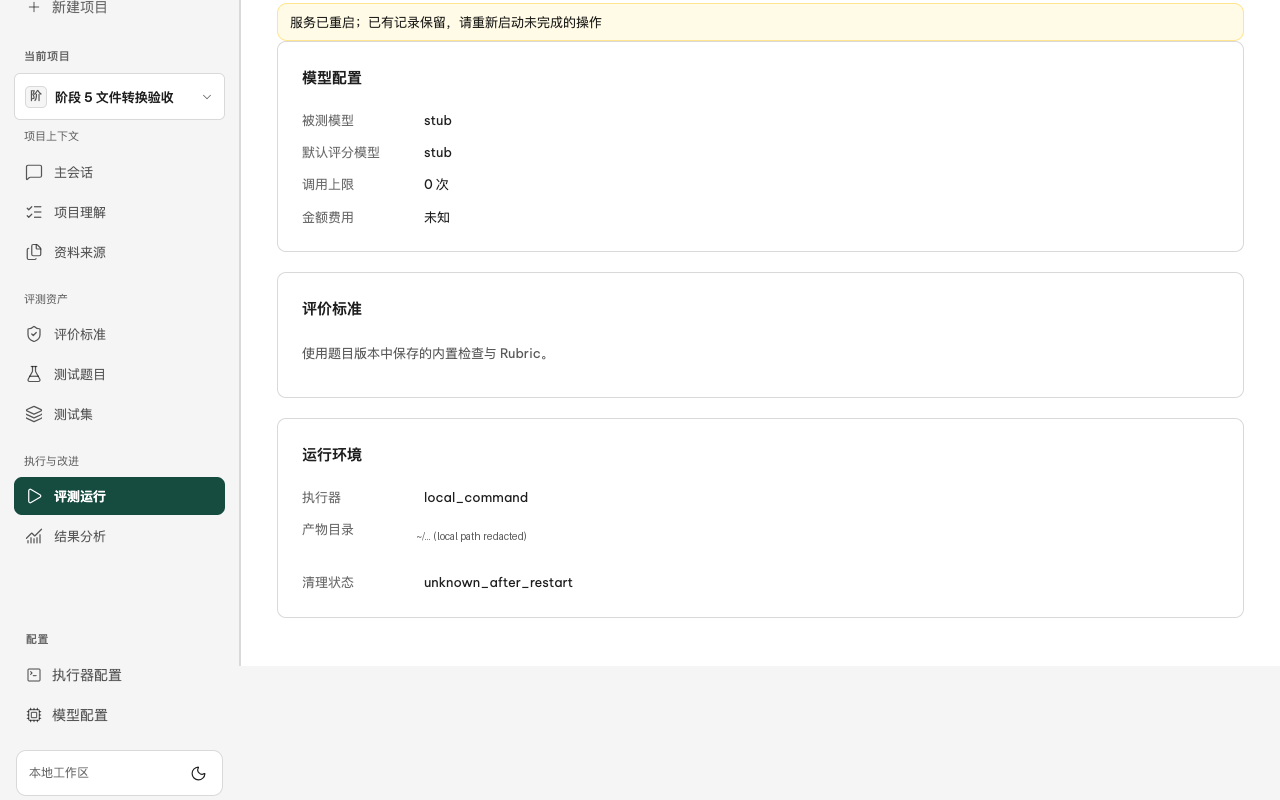 新建项目
当前项目
阶 阶段 5 文件转换验收
项目上下文
主会话
项目理解
资料来源
评测资产
评价标准
测试题目
测试集
执行与改进
评测运行
结果分析
配置
执行器配置
模型配置
本地工作区
服务已重启；已有记录保留，请重新启动未完成的操作
模型配置
被测模型 stub
默认评分模型 stub
调用上限 0 次
金额费用 未知
评价标准
使用题目版本中保存的内置检查与 Rubric。
运行环境
执行器 local_command
产物目录 ~/... (local path redacted)
清理状态 unknown_after_restart